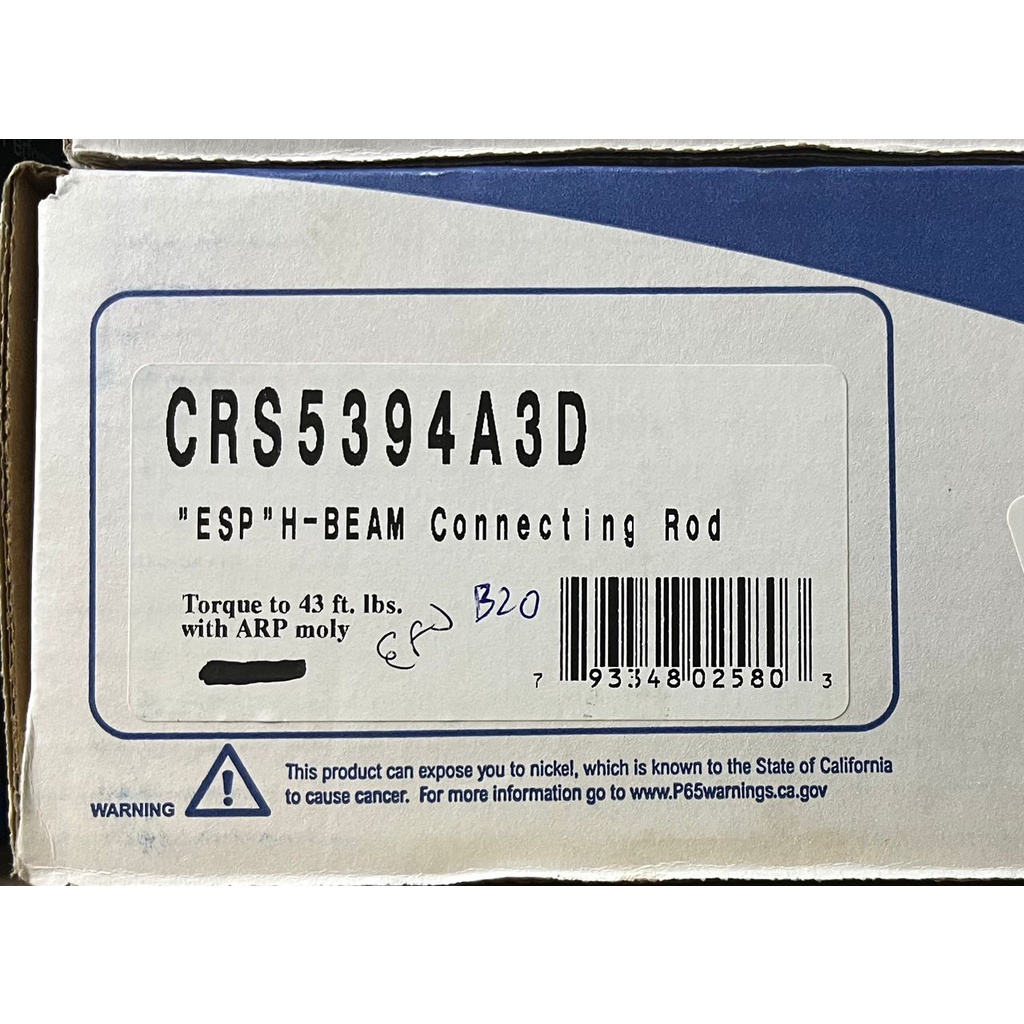 CRS5394A3D
"ESP"H-BEAM Connecting Rod
Torque to 43 ft. lbs.
with ARP moly
B20
7 93348 02580 3
WARNING
This product can expose you to nickel, which is known to the State of California
to cause cancer. For more information go to www.P65warnings.ca.gov